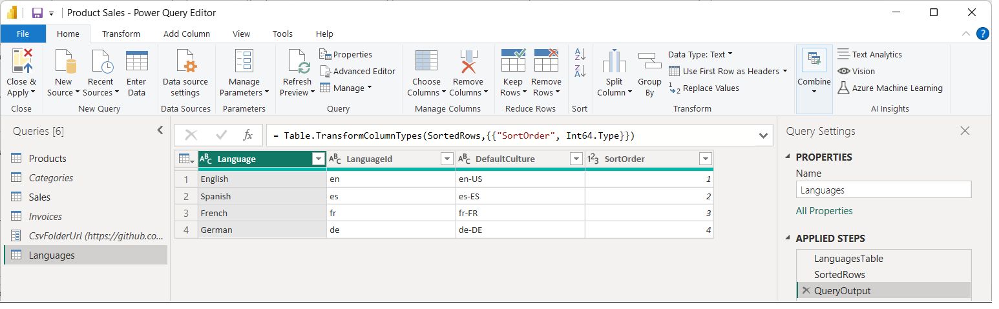 Product Sales - Power Query Editor
File Home Transform Add Column View Tools Help ?
Close & Apply
New Source
Recent Sources
Enter Data
Data source settings
Manage Parameters
Refresh Preview
Properties
Advanced Editor
Manage
Choose Columns
Remove Columns
Keep Rows
Remove Rows
A Z
Z A
Split Column
Group By
Data Type: Text
Use First Row as Headers
1 2 Replace Values
Combine
Text Analytics
Vision
Azure Machine Learning
Close New Query Data Sources Parameters Query Manage Columns Reduce Rows Sort Transform AI Insights
Queries [6]
Products
Categories
Sales
Invoices
CsvFolderUrl (https://github.co...
Languages
fx = Table.TransformColumnTypes(SortedRows,{{"SortOrder", Int64.Type}})
ABC Language ABC LanguageId ABC DefaultCulture 123 SortOrder
1 English en en-US 1
2 Spanish es es-ES 2
3 French fr fr-FR 3
4 German de de-DE 4
Query Settings
PROPERTIES
Name
Languages
All Properties
APPLIED STEPS
LanguagesTable
SortedRows
QueryOutput